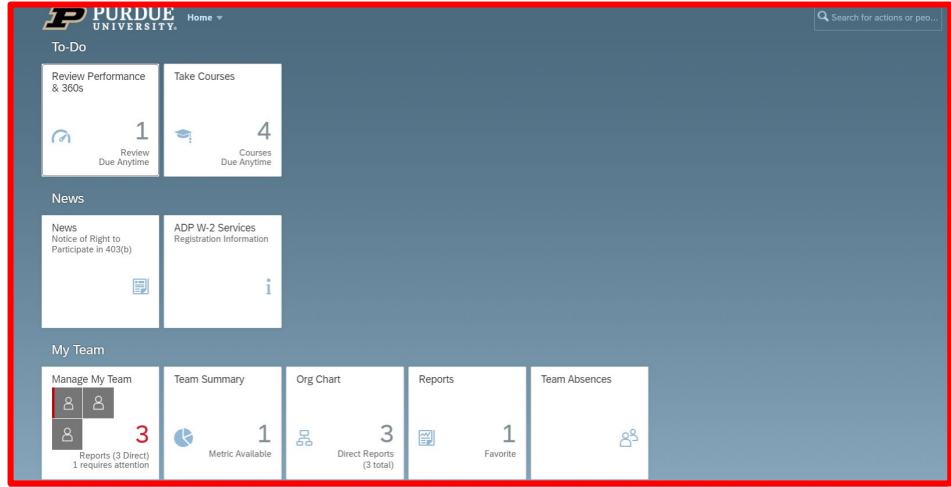 PURDUE
UNIVERSITY®
Home
Search for actions or peo...
To-Do
Review Performance
& 360s
1
Review
Due Anytime
Take Courses
4
Courses
Due Anytime
News
News
Notice of Right to
Participate in 403(b)
ADP W-2 Services
Registration Information
My Team
Manage My Team
3
Reports (3 Direct)
1 requires attention
Team Summary
1
Metric Available
Org Chart
3
Direct Reports
(3 total)
Reports
1
Favorite
Team Absences